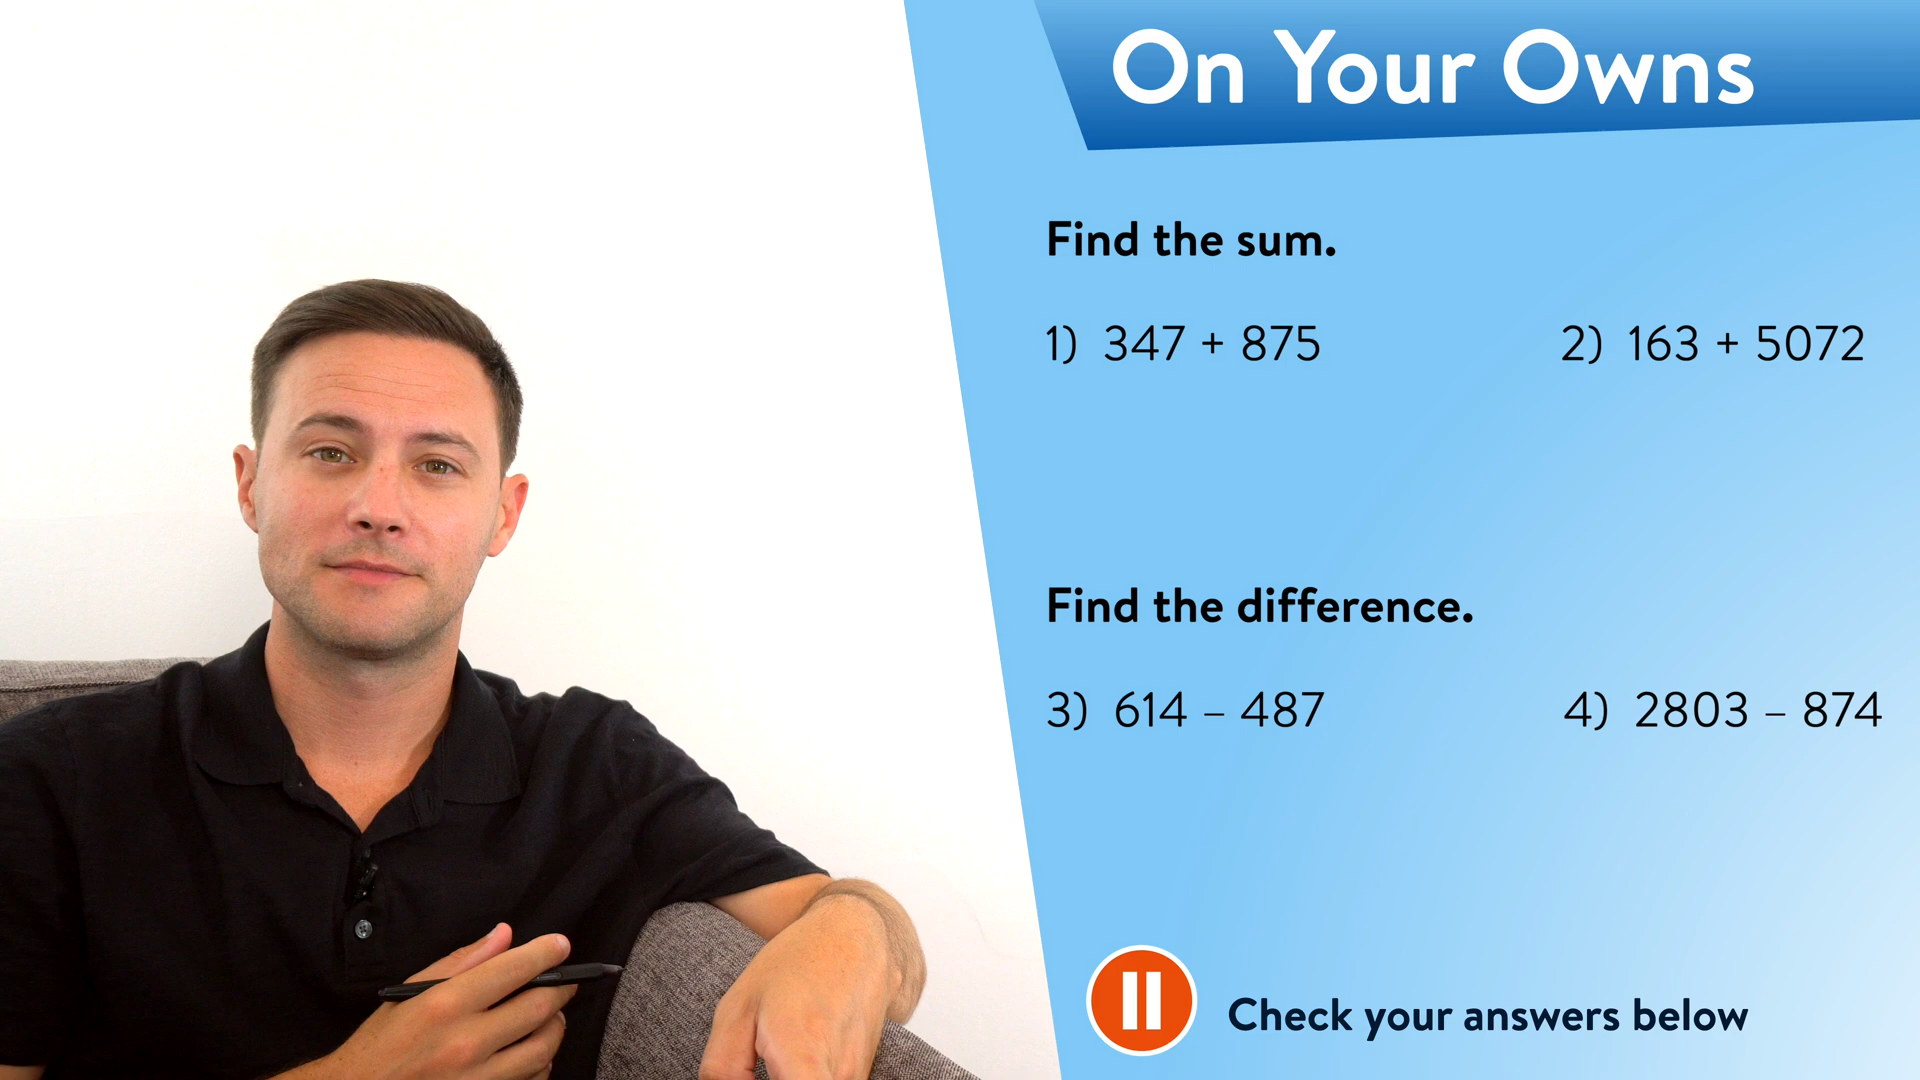 On Your Owns
Find the sum.
1) 347 + 875
2) 163 + 5072
Find the difference.
3) 614 – 487
4) 2803 – 874
Check your answers below